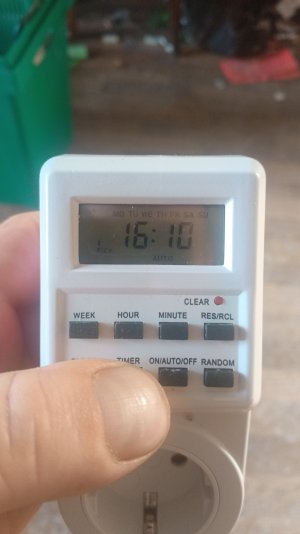 MO TU WE TH FR SA SU
16:10
AUTO
CLEAR
WEEK HOUR MINUTE RES/RCL
TIMER ON/AUTO/OFF RANDOM